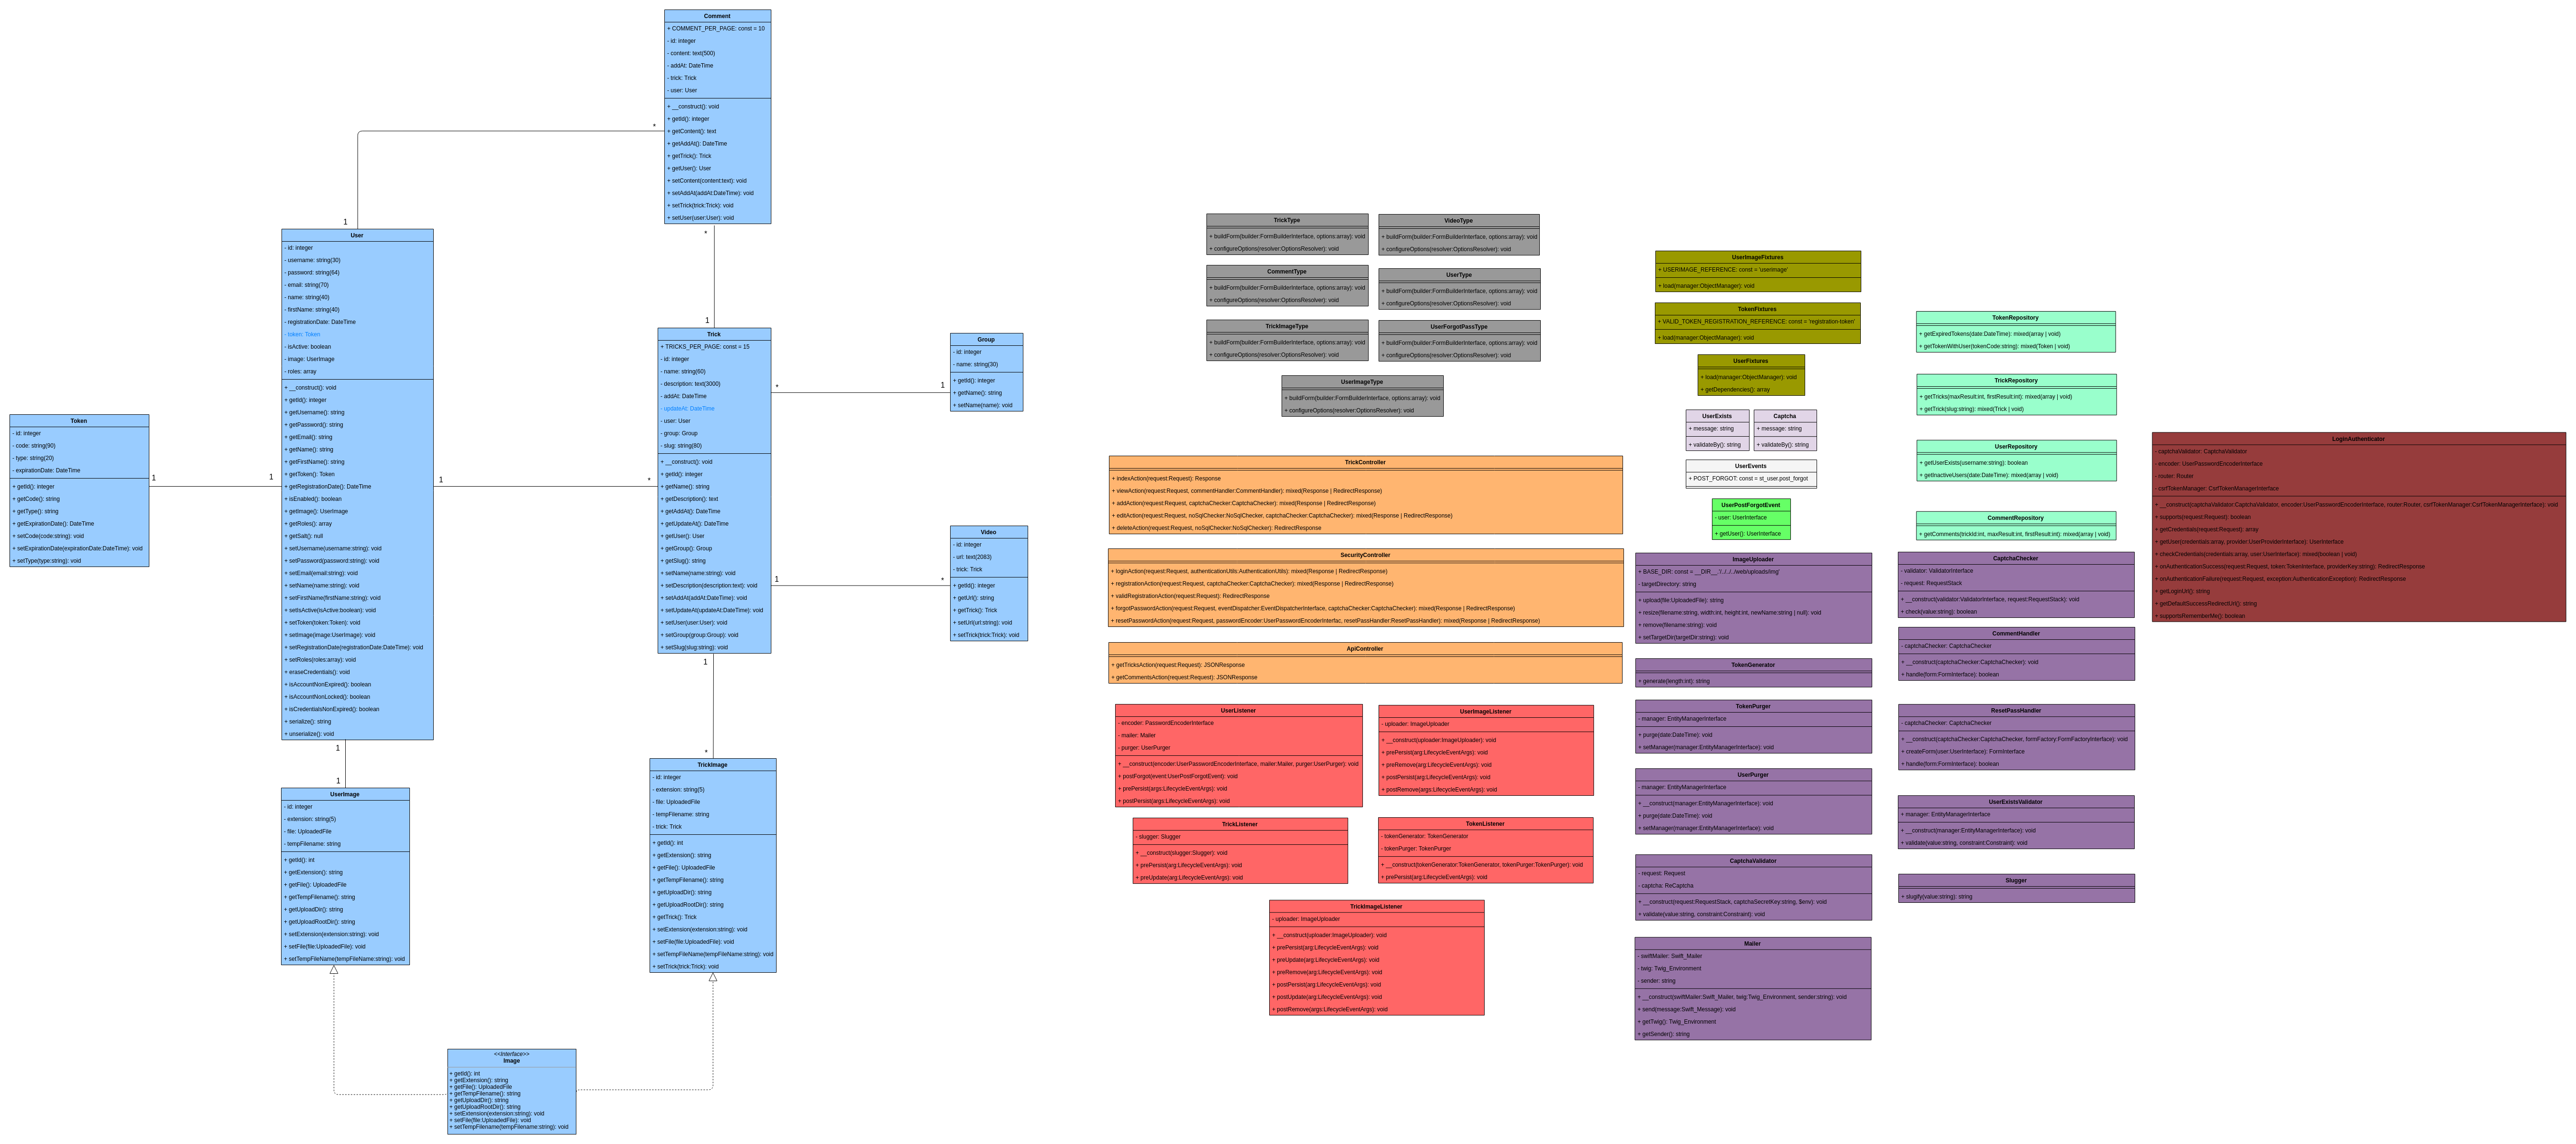 Comment
+ COMMENT_PER_PAGE: const = 10
- id: integer
- content: text(500)
- addAt: DateTime
- trick: Trick
- user: User
+ __construct(): void
+ getId(): integer
+ getContent(): text
+ getAddAt(): DateTime
+ getTrick(): Trick
+ getUser(): User
+ setContent(content:text): void
+ setAddAt(addAt:DateTime): void
+ setTrick(trick:Trick): void
+ setUser(user:User): void
*
1
*
1
User
- id: integer
- username: string(30)
- password: string(64)
- email: string(70)
- name: string(40)
- firstName: string(40)
- registrationDate: DateTime
- token: Token
- isActive: boolean
- image: UserImage
- roles: array
+ __construct(): void
+ getId(): integer
+ getUsername(): string
+ getPassword(): string
+ getEmail(): string
+ getName(): string
+ getFirstName(): string
+ getToken(): Token
+ getRegistrationDate(): DateTime
+ isEnabled(): boolean
+ getImage(): UserImage
+ getRoles(): array
+ getSalt(): null
+ setUsername(username:string): void
+ setPassword(password:string): void
+ setEmail(email:string): void
+ setName(name:string): void
+ setFirstName(firstName:string): void
+ setIsActive(isActive:boolean): void
+ setToken(token:Token): void
+ setImage(image:UserImage): void
+ setRegistrationDate(registrationDate:DateTime): void
+ setRoles(roles:array): void
+ eraseCredentials(): void
+ isAccountNonExpired(): boolean
+ isAccountNonLocked(): boolean
+ isCredentialsNonExpired(): boolean
+ serialize(): string
+ unserialize(): void
Token
- id: integer
- code: string(90)
- type: string(20)
- expirationDate: DateTime
+ getId(): integer
+ getCode(): string
+ getType(): string
+ getExpirationDate(): DateTime
+ setCode(code:string): void
+ setExpirationDate(expirationDate:DateTime): void
+ setType(type:string): void
1
1
1
*
Trick
+ TRICKS_PER_PAGE: const = 15
- id: integer
- name: string(60)
- description: text(3000)
- addAt: DateTime
- updateAt: DateTime
- user: User
- group: Group
- slug: string(80)
+ __construct(): void
+ getId(): integer
+ getName(): string
+ getDescription(): text
+ getAddAt(): DateTime
+ getUpdateAt(): DateTime
+ getUser(): User
+ getGroup(): Group
+ getSlug(): string
+ setName(name:string): void
+ setDescription(description:text): void
+ setAddAt(addAt:DateTime): void
+ setUpdateAt(updateAt:DateTime): void
+ setUser(user:User): void
+ setGroup(group:Group): void
+ setSlug(slug:string): void
*
1
Group
- id: integer
- name: string(30)
+ getId(): integer
+ getName(): string
+ setName(name): void
1
*
Video
- id: integer
- url: text(2083)
- trick: Trick
+ getId(): integer
+ getUrl(): string
+ getTrick(): Trick
+ setUrl(url:string): void
+ setTrick(trick:Trick): void
1
1
1
*
UserImage
- id: integer
- extension: string(5)
- file: UploadedFile
- tempFilename: string
+ getId(): int
+ getExtension(): string
+ getFile(): UploadedFile
+ getTempFilename(): string
+ getUploadDir(): string
+ getUploadRootDir(): string
+ setExtension(extension:string): void
+ setFile(file:UploadedFile): void
+ setTempFileName(tempFileName:string): void
TrickImage
- id: integer
- extension: string(5)
- file: UploadedFile
- tempFilename: string
- trick: Trick
+ getId(): int
+ getExtension(): string
+ getFile(): UploadedFile
+ getTempFilename(): string
+ getUploadDir(): string
+ getUploadRootDir(): string
+ getTrick(): Trick
+ setExtension(extension:string): void
+ setFile(file:UploadedFile): void
+ setTempFileName(tempFileName:string): void
+ setTrick(trick:Trick): void
<<Interface>>
Image
+ getId(): int
+ getExtension(): string
+ getFile(): UploadedFile
+ getTempFilename(): string
+ getUploadDir(): string
+ getUploadRootDir(): string
+ setExtension(extension:string): void
+ setFile(file:UploadedFile): void
+ setTempFilename(tempFilename:string): void
TrickType
+ buildForm(builder:FormBuilderInterface, options:array): void
+ configureOptions(resolver:OptionsResolver): void
VideoType
+ buildForm(builder:FormBuilderInterface, options:array): void
+ configureOptions(resolver:OptionsResolver): void
CommentType
+ buildForm(builder:FormBuilderInterface, options:array): void
+ configureOptions(resolver:OptionsResolver): void
UserType
+ buildForm(builder:FormBuilderInterface, options:array): void
+ configureOptions(resolver:OptionsResolver): void
TrickImageType
+ buildForm(builder:FormBuilderInterface, options:array): void
+ configureOptions(resolver:OptionsResolver): void
UserForgotPassType
+ buildForm(builder:FormBuilderInterface, options:array): void
+ configureOptions(resolver:OptionsResolver): void
UserImageType
+ buildForm(builder:FormBuilderInterface, options:array): void
+ configureOptions(resolver:OptionsResolver): void
TrickController
+ indexAction(request:Request): Response
+ viewAction(request:Request, commentHandler:CommentHandler): mixed(Response | RedirectResponse)
+ addAction(request:Request, captchaChecker:CaptchaChecker): mixed(Response | RedirectResponse)
+ editAction(request:Request, noSqlChecker:NoSqlChecker, captchaChecker:CaptchaChecker): mixed(Response | RedirectResponse)
+ deleteAction(request:Request, noSqlChecker:NoSqlChecker): RedirectResponse
SecurityController
+ loginAction(request:Request, authenticationUtils:AuthenticationUtils): mixed(Response | RedirectResponse)
+ registrationAction(request:Request, captchaChecker:CaptchaChecker): mixed(Response | RedirectResponse)
+ validRegistrationAction(request:Request): RedirectResponse
+ forgotPasswordAction(request:Request, eventDispatcher:EventDispatcherInterface, captchaChecker:CaptchaChecker): mixed(Response | RedirectResponse)
+ resetPasswordAction(request:Request, passwordEncoder:UserPasswordEncoderInterfac, resetPassHandler:ResetPassHandler): mixed(Response | RedirectResponse)
ApiController
+ getTricksAction(request:Request): JSONResponse
+ getCommentsAction(request:Request): JSONResponse
UserListener
- encoder: PasswordEncoderInterface
- mailer: Mailer
- purger: UserPurger
+ __construct(encoder:UserPasswordEncoderInterface, mailer:Mailer, purger:UserPurger): void
+ postForgot(event:UserPostForgotEvent): void
+ prePersist(args:LifecycleEventArgs): void
+ postPersist(args:LifecycleEventArgs): void
UserImageListener
- uploader: ImageUploader
+ __construct(uploader:ImageUploader): void
+ prePersist(arg:LifecycleEventArgs): void
+ preRemove(arg:LifecycleEventArgs): void
+ postPersist(arg:LifecycleEventArgs): void
+ postRemove(args:LifecycleEventArgs): void
TrickListener
- slugger: Slugger
+ __construct(slugger:Slugger): void
+ prePersist(arg:LifecycleEventArgs): void
+ preUpdate(arg:LifecycleEventArgs): void
TokenListener
- tokenGenerator: TokenGenerator
- tokenPurger: TokenPurger
+ __construct(tokenGenerator:TokenGenerator, tokenPurger:TokenPurger): void
+ prePersist(arg:LifecycleEventArgs): void
TrickImageListener
- uploader: ImageUploader
+ __construct(uploader:ImageUploader): void
+ prePersist(arg:LifecycleEventArgs): void
+ preUpdate(arg:LifecycleEventArgs): void
+ preRemove(arg:LifecycleEventArgs): void
+ postPersist(arg:LifecycleEventArgs): void
+ postUpdate(arg:LifecycleEventArgs): void
+ postRemove(args:LifecycleEventArgs): void
UserImageFixtures
+ USERIMAGE_REFERENCE: const = 'userimage'
+ load(manager:ObjectManager): void
TokenFixtures
+ VALID_TOKEN_REGISTRATION_REFERENCE: const = 'registration-token'
+ load(manager:ObjectManager): void
UserFixtures
+ load(manager:ObjectManager): void
+ getDependencies(): array
UserExists
+ message: string
+ validateBy(): string
Captcha
+ message: string
+ validateBy(): string
UserEvents
+ POST_FORGOT: const = st_user.post_forgot
UserPostForgotEvent
- user: UserInterface
+ getUser(): UserInterface
ImageUploader
+ BASE_DIR: const = __DIR__.'/../../../web/uploads/img'
- targetDirectory: string
+ upload(file:UploadedFile): string
+ resize(filename:string, width:int, height:int, newName:string | null): void
+ remove(filename:string): void
+ setTargetDir(targetDir:string): void
TokenGenerator
+ generate(length:int): string
TokenPurger
- manager: EntityManagerInterface
+ purge(date:DateTime): void
+ setManager(manager:EntityManagerInterface): void
UserPurger
- manager: EntityManagerInterface
+ __construct(manager:EntityManagerInterface): void
+ purge(date:DateTime): void
+ setManager(manager:EntityManagerInterface): void
CaptchaValidator
- request: Request
- captcha: ReCaptcha
+ __construct(request:RequestStack, captchaSecretKey:string, $env): void
+ validate(value:string, constraint:Constraint): void
Mailer
- swiftMailer: Swift_Mailer
- twig: Twig_Environment
- sender: string
+ __construct(swiftMailer:Swift_Mailer, twig:Twig_Environment, sender:string): void
+ send(message:Swift_Message): void
+ getTwig(): Twig_Environment
+ getSender(): string
TokenRepository
+ getExpiredTokens(date:DateTime): mixed(array | void)
+ getTokenWithUser(tokenCode:string): mixed(Token | void)
TrickRepository
+ getTricks(maxResult:int, firstResult:int): mixed(array | void)
+ getTrick(slug:string): mixed(Trick | void)
UserRepository
+ getUserExists(username:string): boolean
+ getInactiveUsers(date:DateTime): mixed(array | void)
CommentRepository
+ getComments(trickId:int, maxResult:int, firstResult:int): mixed(array | void)
CaptchaChecker
- validator: ValidatorInterface
- request: RequestStack
+ __construct(validator:ValidatorInterface, request:RequestStack): void
+ check(value:string): boolean
CommentHandler
- captchaChecker: CaptchaChecker
+ __construct(captchaChecker:CaptchaChecker): void
+ handle(form:FormInterface): boolean
ResetPassHandler
- captchaChecker: CaptchaChecker
+ __construct(captchaChecker:CaptchaChecker, formFactory:FormFactoryInterface): void
+ createForm(user:UserInterface): FormInterface
+ handle(form:FormInterface): boolean
UserExistsValidator
+ manager: EntityManagerInterface
+ __construct(manager:EntityManagerInterface): void
+ validate(value:string, constraint:Constraint): void
Slugger
+ slugify(value:string): string
LoginAuthenticator
- captchaValidator: CaptchaValidator
- encoder: UserPasswordEncoderInterface
- router: Router
- csrfTokenManager: CsrfTokenManagerInterface
+ __construct(captchaValidator:CaptchaValidator, encoder:UserPasswordEncoderInterface, router:Router, csrfTokenManager:CsrfTokenManagerInterface): void
+ supports(request:Request): boolean
+ getCredentials(request:Request): array
+ getUser(credentials:array, provider:UserProviderInterface): UserInterface
+ checkCredentials(credentials:array, user:UserInterface): mixed(boolean | void)
+ onAuthenticationSuccess(request:Request, token:TokenInterface, providerKey:string): RedirectResponse
+ onAuthenticationFailure(request:Request, exception:AuthenticationException): RedirectResponse
+ getLoginUrl(): string
+ getDefaultSuccessRedirectUrl(): string
+ supportsRememberMe(): boolean